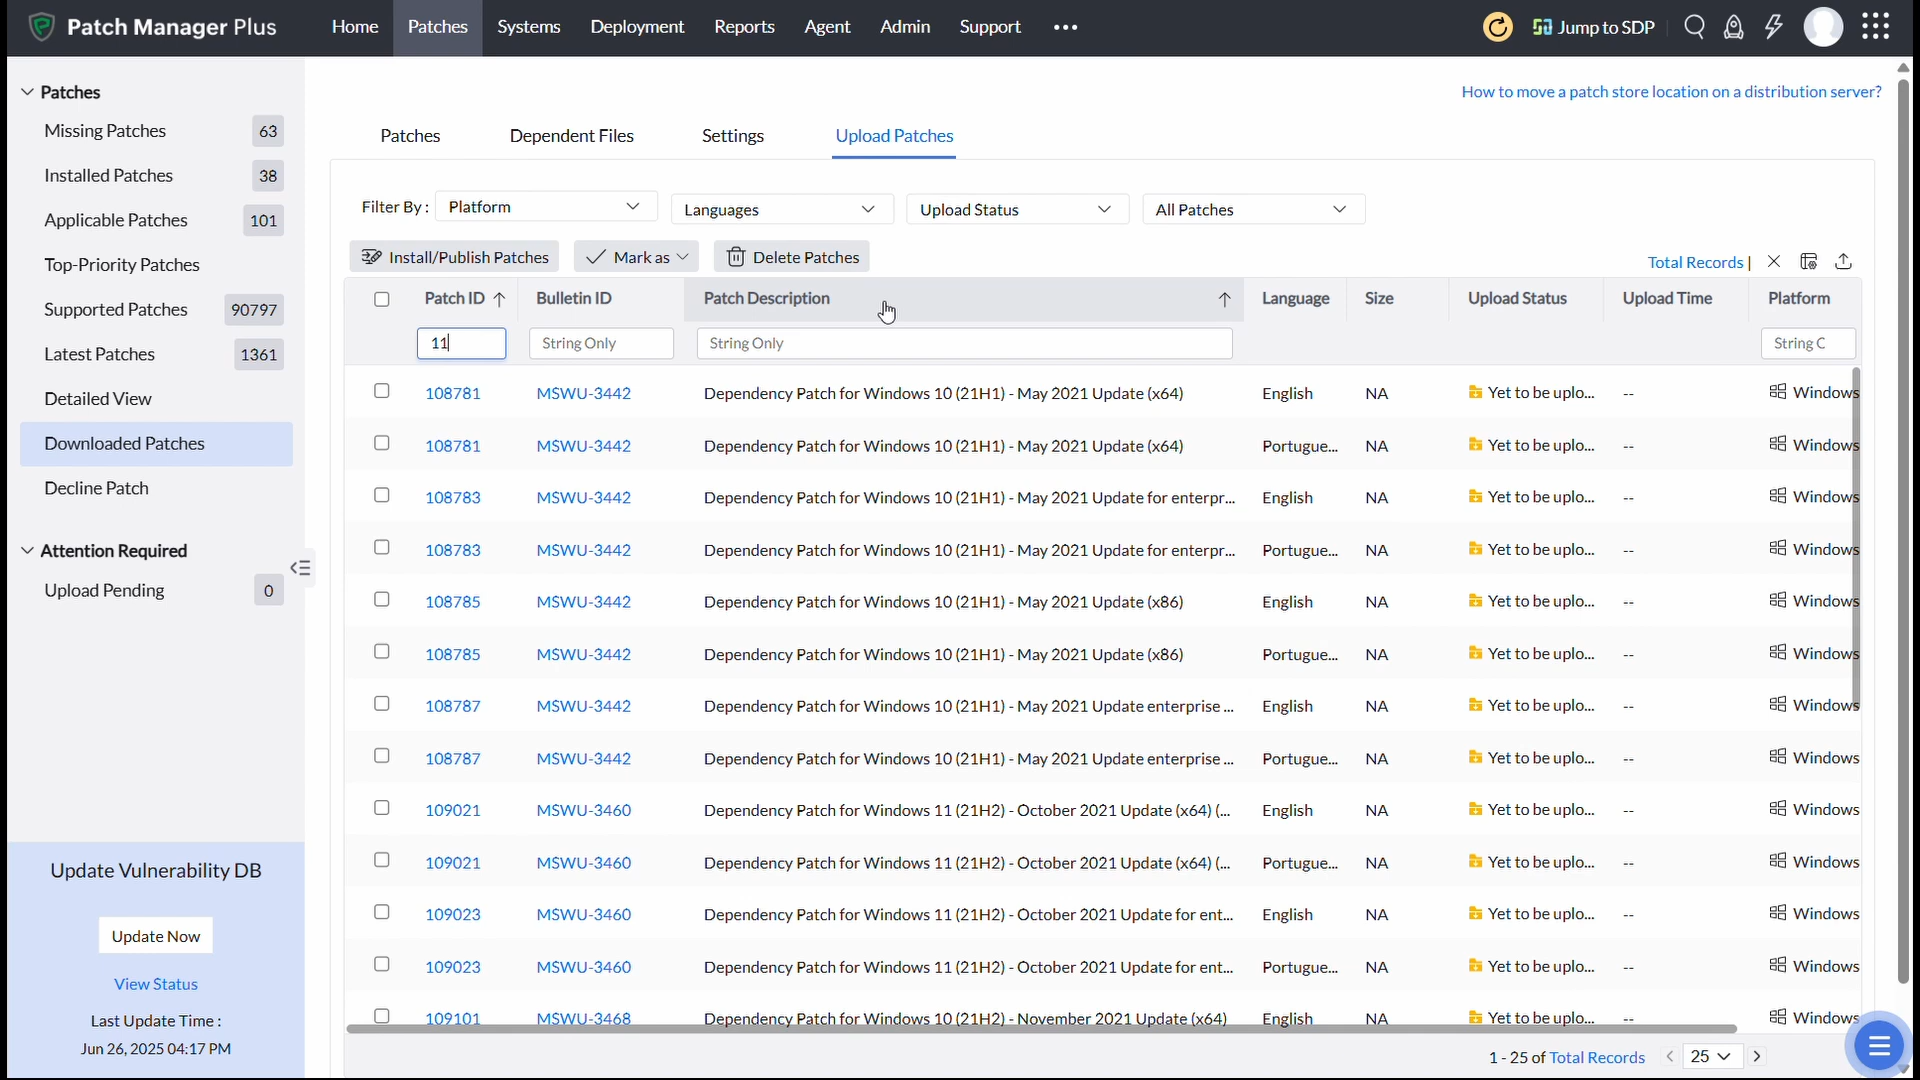 Patch Manager Plus
Home
Patches
Systems
Deployment
Reports
Agent
Admin
Support
Jump to SDP
Patches
Missing Patches 63
Installed Patches 38
Applicable Patches 101
Top-Priority Patches
Supported Patches 90797
Latest Patches 1361
Detailed View
Downloaded Patches
Decline Patch
Attention Required
Upload Pending 0
Update Vulnerability DB
Update Now
View Status
Last Update Time :
Jun 26, 2025 04:17 PM
How to move a patch store location on a distribution server?
Patches
Dependent Files
Settings
Upload Patches
Filter By : Platform Languages Upload Status All Patches
Install/Publish Patches Mark as Delete Patches
Total Records |
Patch ID Bulletin ID Patch Description Language Size Upload Status Upload Time Platform
11 String Only String Only String C
108781 MSWU-3442 Dependency Patch for Windows 10 (21H1) - May 2021 Update (x64) English NA Yet to be uplo... -- Windows
108781 MSWU-3442 Dependency Patch for Windows 10 (21H1) - May 2021 Update (x64) Portugue... NA Yet to be uplo... -- Windows
108783 MSWU-3442 Dependency Patch for Windows 10 (21H1) - May 2021 Update for enterpr... English NA Yet to be uplo... -- Windows
108783 MSWU-3442 Dependency Patch for Windows 10 (21H1) - May 2021 Update for enterpr... Portugue... NA Yet to be uplo... -- Windows
108785 MSWU-3442 Dependency Patch for Windows 10 (21H1) - May 2021 Update (x86) English NA Yet to be uplo... -- Windows
108785 MSWU-3442 Dependency Patch for Windows 10 (21H1) - May 2021 Update (x86) Portugue... NA Yet to be uplo... -- Windows
108787 MSWU-3442 Dependency Patch for Windows 10 (21H1) - May 2021 Update enterprise ... English NA Yet to be uplo... -- Windows
108787 MSWU-3442 Dependency Patch for Windows 10 (21H1) - May 2021 Update enterprise ... Portugue... NA Yet to be uplo... -- Windows
109021 MSWU-3460 Dependency Patch for Windows 11 (21H2) - October 2021 Update (x64) (... English NA Yet to be uplo... -- Windows
109021 MSWU-3460 Dependency Patch for Windows 11 (21H2) - October 2021 Update (x64) (... Portugue... NA Yet to be uplo... -- Windows
109023 MSWU-3460 Dependency Patch for Windows 11 (21H2) - October 2021 Update for ent... English NA Yet to be uplo... -- Windows
109023 MSWU-3460 Dependency Patch for Windows 11 (21H2) - October 2021 Update for ent... Portugue... NA Yet to be uplo... -- Windows
109101 MSWU-3468 Dependency Patch for Windows 10 (21H2) - November 2021 Update (x64) English NA Yet to be uplo... -- Windows
1 - 25 of Total Records 25